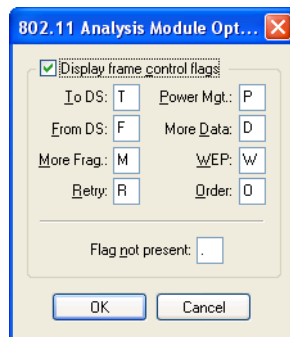 802.11 Analysis Module Opt...
Display frame control flags
To DS: T Power Mgt.: P
From DS: F More Data: D
More Frag.: M WEP: W
Retry: R Order: O
Flag not present: .
OK Cancel